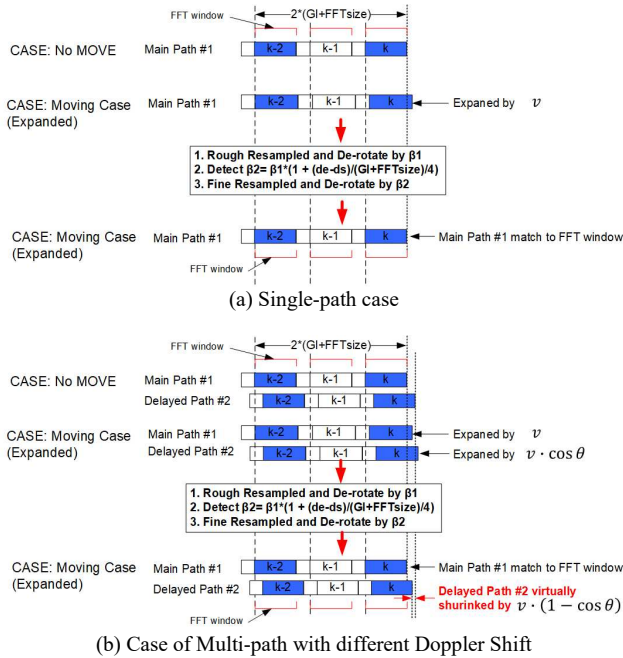 FFT window
2*(GI+FFTsize)
CASE: No MOVE Main Path #1 k-2 k-1 k
CASE: Moving Case Main Path #1 k-2 k-1 k Expaned by v
(Expanded)
1. Rough Resampled and De-rotate by β1
2. Detect β2= β1*(1 + (de-ds)/(GI+FFTsize)/4)
3. Fine Resampled and De-rotate by β2
CASE: Moving Case Main Path #1 k-2 k-1 k Main Path #1 match to FFT window
(Expanded)
FFT window
(a) Single-path case
FFT window
2*(GI+FFTsize)
CASE: No MOVE Main Path #1 k-2 k-1 k
Delayed Path #2 k-2 k-1 k
CASE: Moving Case Main Path #1 k-2 k-1 k Expaned by v
(Expanded) Delayed Path #2 k-2 k-1 k Expaned by v · cos θ
1. Rough Resampled and De-rotate by β1
2. Detect β2= β1*(1 + (de-ds)/(GI+FFTsize)/4)
3. Fine Resampled and De-rotate by β2
CASE: Moving Case Main Path #1 k-2 k-1 k Main Path #1 match to FFT window
(Expanded) Delayed Path #2 k-2 k-1 k Delayed Path #2 virtually
shurinked by v · (1 − cos θ)
FFT window
(b) Case of Multi-path with different Doppler Shift